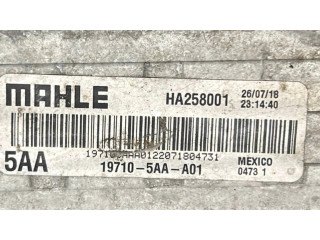 MAHLE HA258001 26/07/18
23:14:40
5AA 19710-5AA-A01 MEXICO
0473 1